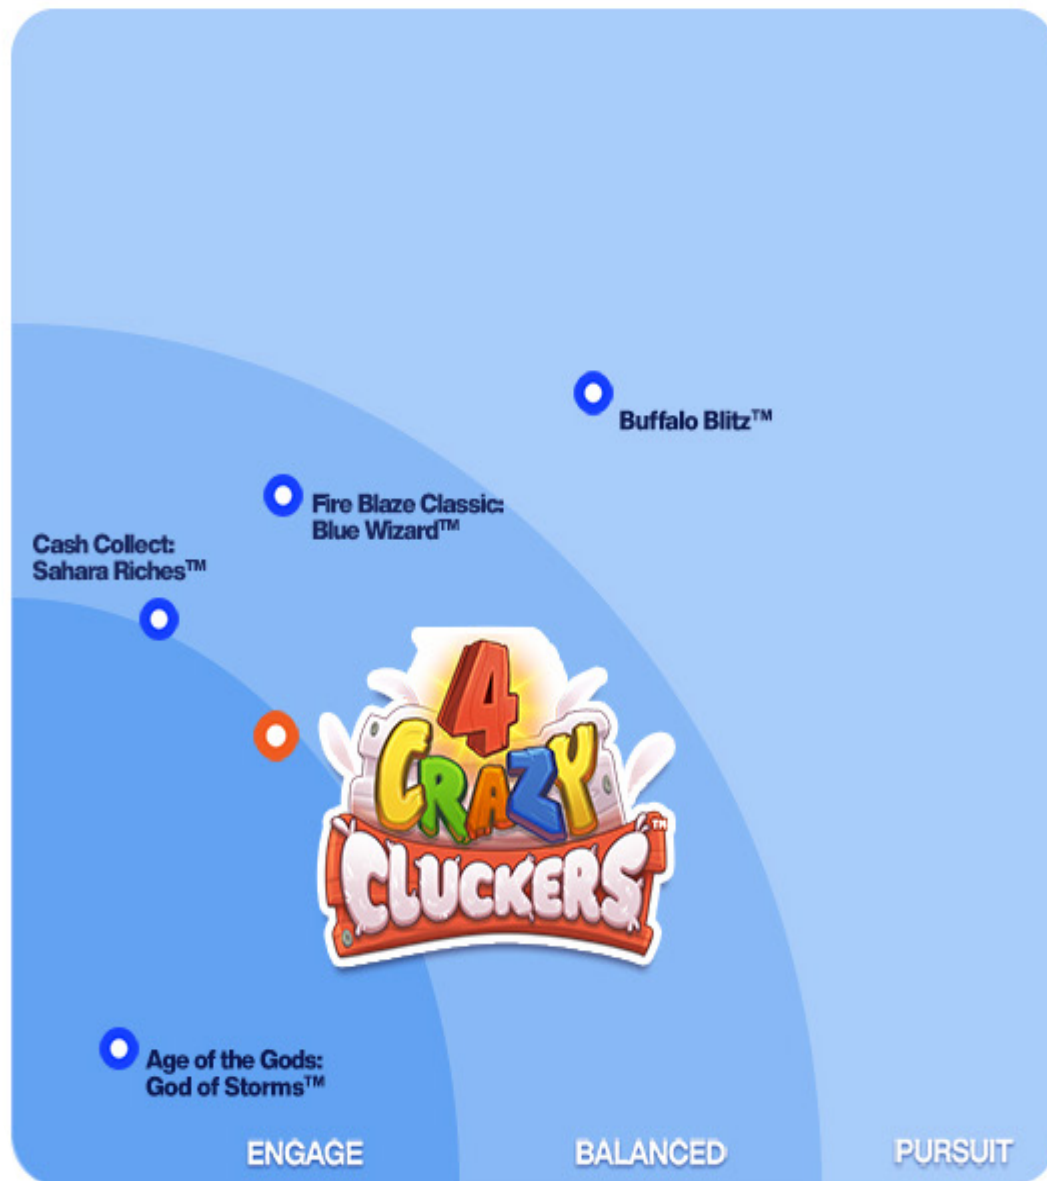 Buffalo Blitz™
Fire Blaze Classic:
Blue Wizard™
Cash Collect:
Sahara Riches™
4
CRAZY
CLUCKERS™
Age of the Gods:
God of Storms™
ENGAGE
BALANCED
PURSUIT